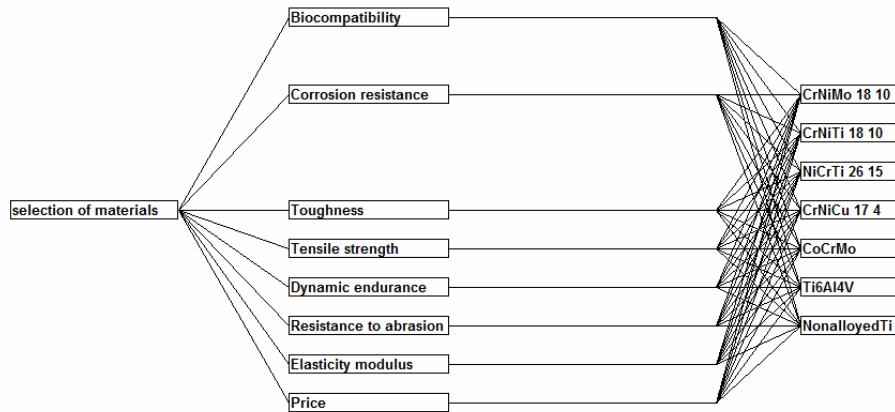 selection of materials
Biocompatibility
Corrosion resistance
Toughness
Tensile strength
Dynamic endurance
Resistance to abrasion
Elasticity modulus
Price
CrNiMo 18 10
CrNiTi 18 10
NiCrTi 26 15
CrNiCu 17 4
CoCrMo
Ti6Al4V
NonalloyedTi